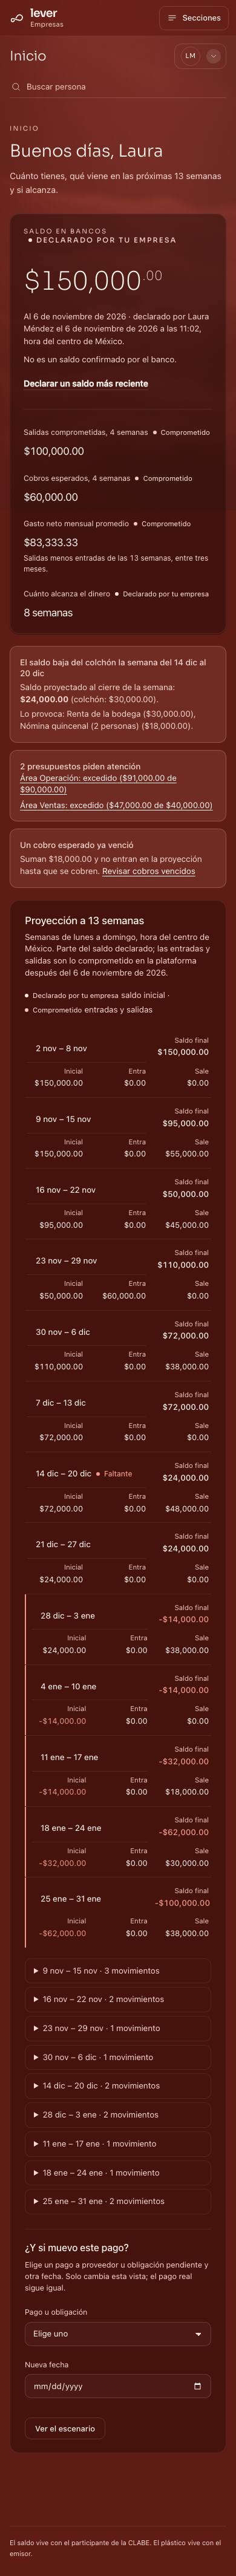 1ever
Empresas
Secciones
Inicio
LM
Buscar persona
INICIO
Buenos días, Laura
Cuánto tienes, qué viene en las próximas 13 semanas
y si alcanza.
SALDO EN BANCOS
DECLARADO POR TU EMPRESA
$150,000.00
Al 6 de noviembre de 2026 · declarado por Laura
Méndez el 6 de noviembre de 2026 a las 11:02,
hora del centro de México.
No es un saldo confirmado por el banco.
Declarar un saldo más reciente
Salidas comprometidas, 4 semanas Comprometido
$100,000.00
Cobros esperados, 4 semanas Comprometido
$60,000.00
Gasto neto mensual promedio Comprometido
$83,333.33
Salidas menos entradas de las 13 semanas, entre tres
meses.
Cuánto alcanza el dinero Declarado por tu empresa
8 semanas
El saldo baja del colchón la semana del 14 dic al
20 dic
Saldo proyectado al cierre de la semana:
$24,000.00 (colchón: $30,000.00).
Lo provoca: Renta de la bodega ($30,000.00),
Nómina quincenal (2 personas) ($18,000.00).
2 presupuestos piden atención
Área Operación: excedido ($91,000.00 de
$90,000.00)
Área Ventas: excedido ($47,000.00 de $40,000.00)
Un cobro esperado ya venció
Suman $18,000.00 y no entran en la proyección
hasta que se cobren. Revisar cobros vencidos
Proyección a 13 semanas
Semanas de lunes a domingo, hora del centro de
México. Parte del saldo declarado; las entradas y
salidas son lo comprometido en la plataforma
después del 6 de noviembre de 2026.
Declarado por tu empresa saldo inicial ·
Comprometido entradas y salidas
Saldo final
2 nov – 8 nov $150,000.00
Inicial Entra Sale
$150,000.00 $0.00 $0.00
Saldo final
9 nov – 15 nov $95,000.00
Inicial Entra Sale
$150,000.00 $0.00 $55,000.00
Saldo final
16 nov – 22 nov $50,000.00
Inicial Entra Sale
$95,000.00 $0.00 $45,000.00
Saldo final
23 nov – 29 nov $110,000.00
Inicial Entra Sale
$50,000.00 $60,000.00 $0.00
Saldo final
30 nov – 6 dic $72,000.00
Inicial Entra Sale
$110,000.00 $0.00 $38,000.00
Saldo final
7 dic – 13 dic $72,000.00
Inicial Entra Sale
$72,000.00 $0.00 $0.00
Saldo final
14 dic – 20 dic Faltante $24,000.00
Inicial Entra Sale
$72,000.00 $0.00 $48,000.00
Saldo final
21 dic – 27 dic $24,000.00
Inicial Entra Sale
$24,000.00 $0.00 $0.00
Saldo final
28 dic – 3 ene -$14,000.00
Inicial Entra Sale
$24,000.00 $0.00 $38,000.00
Saldo final
4 ene – 10 ene -$14,000.00
Inicial Entra Sale
-$14,000.00 $0.00 $0.00
Saldo final
11 ene – 17 ene -$32,000.00
Inicial Entra Sale
-$14,000.00 $0.00 $18,000.00
Saldo final
18 ene – 24 ene -$62,000.00
Inicial Entra Sale
-$32,000.00 $0.00 $30,000.00
Saldo final
25 ene – 31 ene -$100,000.00
Inicial Entra Sale
-$62,000.00 $0.00 $38,000.00
9 nov – 15 nov · 3 movimientos
16 nov – 22 nov · 2 movimientos
23 nov – 29 nov · 1 movimiento
30 nov – 6 dic · 1 movimiento
14 dic – 20 dic · 2 movimientos
28 dic – 3 ene · 2 movimientos
11 ene – 17 ene · 1 movimiento
18 ene – 24 ene · 1 movimiento
25 ene – 31 ene · 2 movimientos
¿Y si muevo este pago?
Elige un pago a proveedor u obligación pendiente y
otra fecha. Solo cambia esta vista; el pago real
sigue igual.
Pago u obligación
Elige uno
Nueva fecha
mm/dd/yyyy
Ver el escenario
El saldo vive con el participante de la CLABE. El plástico vive con el
emisor.